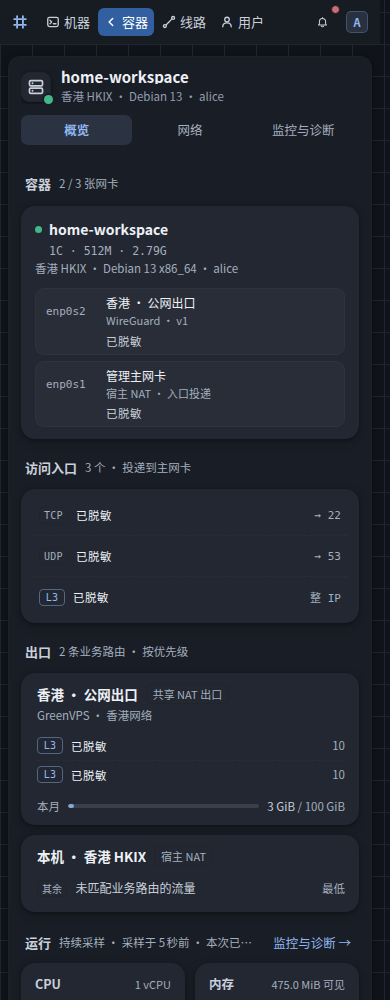 机器 容器 线路 用户 A
home-workspace
香港 HKIX • Debian 13 • alice
概览 网络 监控与诊断
容器 2 / 3 张网卡
home-workspace
1C · 512M · 2.79G
香港 HKIX • Debian 13 x86_64 • alice
enp0s2 香港 • 公网出口
WireGuard • v1
已脱敏
enp0s1 管理主网卡
宿主 NAT • 入口投递
已脱敏
访问入口 3 个 • 投递到主网卡
TCP 已脱敏 → 22
UDP 已脱敏 → 53
L3 已脱敏 整 IP
出口 2 条业务路由 • 按优先级
香港 • 公网出口 共享 NAT 出口
GreenVPS • 香港网络
L3 已脱敏 10
L3 已脱敏 10
本月 3 GiB / 100 GiB
本机 • 香港 HKIX 宿主 NAT
其余 未匹配业务路由的流量 最低
运行 持续采样 • 采样于 5 秒前 • 本次已… 监控与诊断 →
CPU 1 vCPU 内存 475.0 MiB 可见